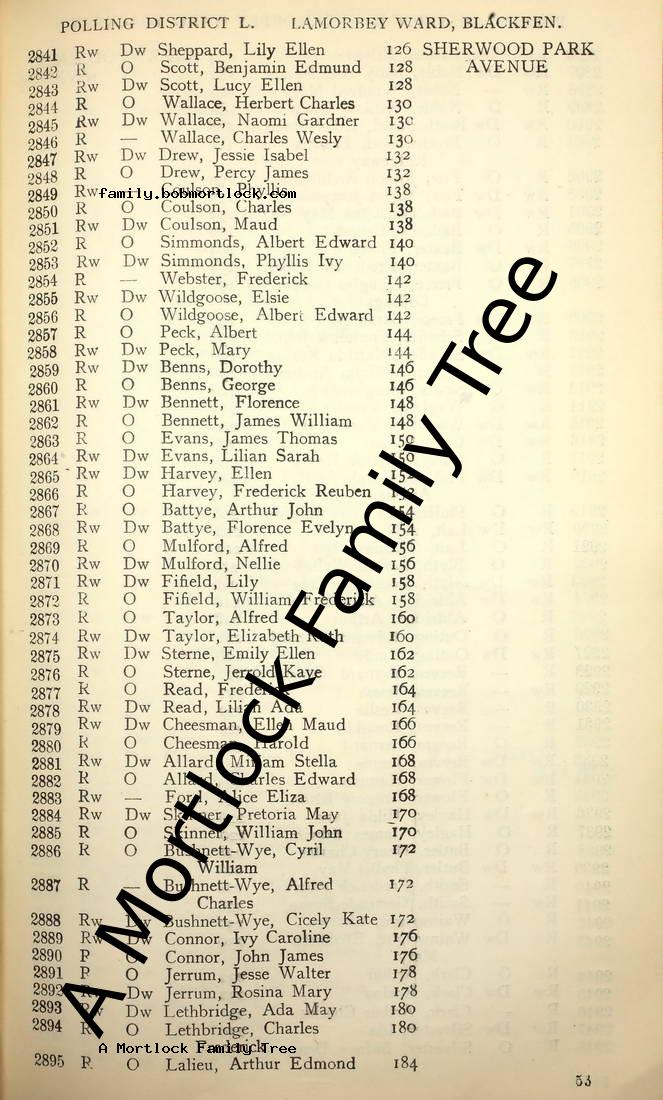 POLLING DISTRICT L. LAMORBEY WARD, BLACKFEN.
2841 Rw Dw Sheppard, Lily Ellen 126 SHERWOOD PARK
2842 R O Scott, Benjamin Edmund 128 AVENUE
2843 Rw Dw Scott, Lucy Ellen 128
2844 R O Wallace, Herbert Charles 130
2845 Rw Dw Wallace, Naomi Gardner 130
2846 R — Wallace, Charles Wesly 130
2847 Rw Dw Drew, Jessie Isabel 132
2848 R O Drew, Percy James 132
2849 Rw Coulson, Phyllis 138
family.bobmortlock.com
2850 R O Coulson, Charles 138
2851 Rw Dw Coulson, Maud 138
2852 R O Simmonds, Albert Edward 140
2853 Rw Dw Simmonds, Phyllis Ivy 140
2854 R — Webster, Frederick 142
2855 Rw Dw Wildgoose, Elsie 142
2856 R O Wildgoose, Albert Edward 142
2857 R O Peck, Albert 144
2858 Rw Dw Peck, Mary 144
2859 Rw Dw Benns, Dorothy 146
2860 R O Benns, George 146
2861 Rw Dw Bennett, Florence 148
2862 R O Bennett, James William 148
2863 R O Evans, James Thomas 150
2864 Rw Dw Evans, Lilian Sarah 150
2865 Rw Dw Harvey, Ellen 152
2866 R O Harvey, Frederick Reuben 152
2867 R O Battye, Arthur John 154
2868 Rw Dw Battye, Florence Evelyn 154
2869 R O Mulford, Alfred 156
2870 Rw Dw Mulford, Nellie 156
2871 Rw Dw Fifield, Lily 158
2872 R O Fifield, William Frederick 158
2873 R O Taylor, Alfred 160
2874 Rw Dw Taylor, Elizabeth Ruth 160
2875 Rw Dw Sterne, Emily Ellen 162
2876 R O Sterne, Jerrold Kaye 162
2877 R O Read, Frederick 164
2878 Rw Dw Read, Lilian Ada 164
2879 Rw Dw Cheesman, Ellen Maud 166
2880 R O Cheesman, Harold 166
2881 Rw Dw Allard, Miriam Stella 168
2882 R O Allard, Charles Edward 168
2883 Rw — Ford, Alice Eliza 168
2884 Rw Dw Skinner, Pretoria May 170
2885 R O Skinner, William John 170
2886 R O Bushnett-Wye, Cyril 172
William
2887 R — Bushnett-Wye, Alfred 172
Charles
2888 Rw Dw Bushnett-Wye, Cicely Kate 172
2889 Rw Dw Connor, Ivy Caroline 176
2890 P O Connor, John James 176
2891 P O Jerrum, Jesse Walter 178
2892 Rw Dw Jerrum, Rosina Mary 178
2893 Rw Dw Lethbridge, Ada May 180
2894 R O Lethbridge, Charles 180
Frederick
A Mortlock Family Tree
2895 R O Lalieu, Arthur Edmond 184
53
A Mortlock Family Tree